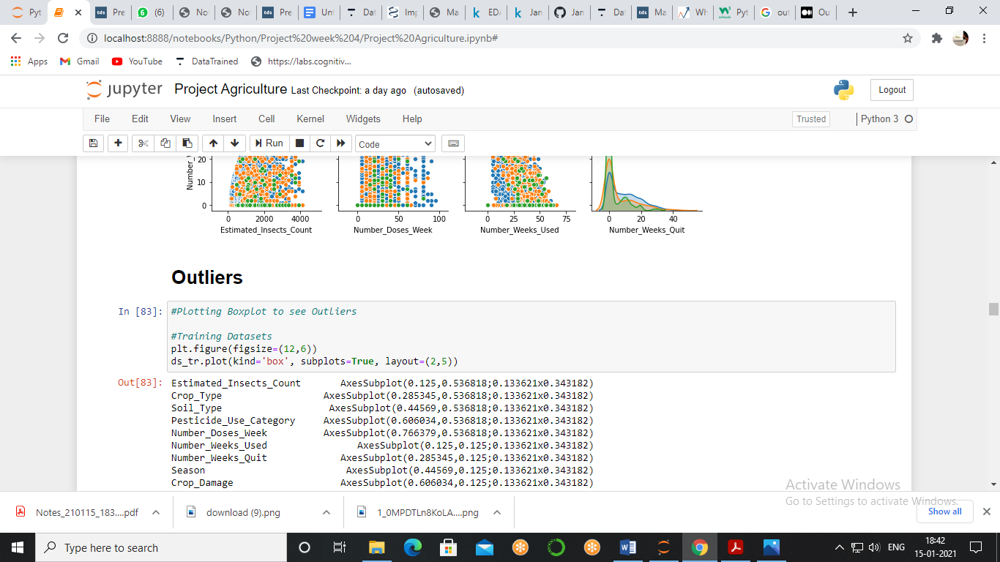 Pyt
Pre
(6)
No
No
Pre
Unt
Dat
Imp
Ma
EDA
Jan
Jan
Dat
Ma
Wh
Pyt
out
Ou
localhost:8888/notebooks/Python/Project%20week%204/Project%20Agriculture.ipynb#
Apps
Gmail
YouTube
DataTrained
https://labs.cognitiv...
jupyter Project Agriculture Last Checkpoint: a day ago (autosaved)
Logout
File Edit View Insert Cell Kernel Widgets Help
Trusted
Python 3
Run
Code
20
10
0
0 2000 4000
0 50 100
0 25 50 75
0 20 40
Estimated_Insects_Count
Number_Doses_Week
Number_Weeks_Used
Number_Weeks_Quit
Outliers
In [83]: #Plotting Boxplot to see Outliers
#Training Datasets
plt.figure(figsize=(12,6))
ds_tr.plot(kind='box', subplots=True, layout=(2,5))
Out[83]: Estimated_Insects_Count AxesSubplot(0.125,0.536818;0.133621x0.343182)
Crop_Type AxesSubplot(0.285345,0.536818;0.133621x0.343182)
Soil_Type AxesSubplot(0.44569,0.536818;0.133621x0.343182)
Pesticide_Use_Category AxesSubplot(0.606034,0.536818;0.133621x0.343182)
Number_Doses_Week AxesSubplot(0.766379,0.536818;0.133621x0.343182)
Number_Weeks_Used AxesSubplot(0.125,0.125;0.133621x0.343182)
Number_Weeks_Quit AxesSubplot(0.285345,0.125;0.133621x0.343182)
Season AxesSubplot(0.44569,0.125;0.133621x0.343182)
Crop_Damage AxesSubplot(0.606034,0.125;0.133621x0.343182)
Activate Windows
Go to Settings to activate Windows.
Notes_210115_183....pdf
download (9).png
1_0MPDTLn8KoLA....png
Show all
Type here to search
ENG
18:42
15-01-2021